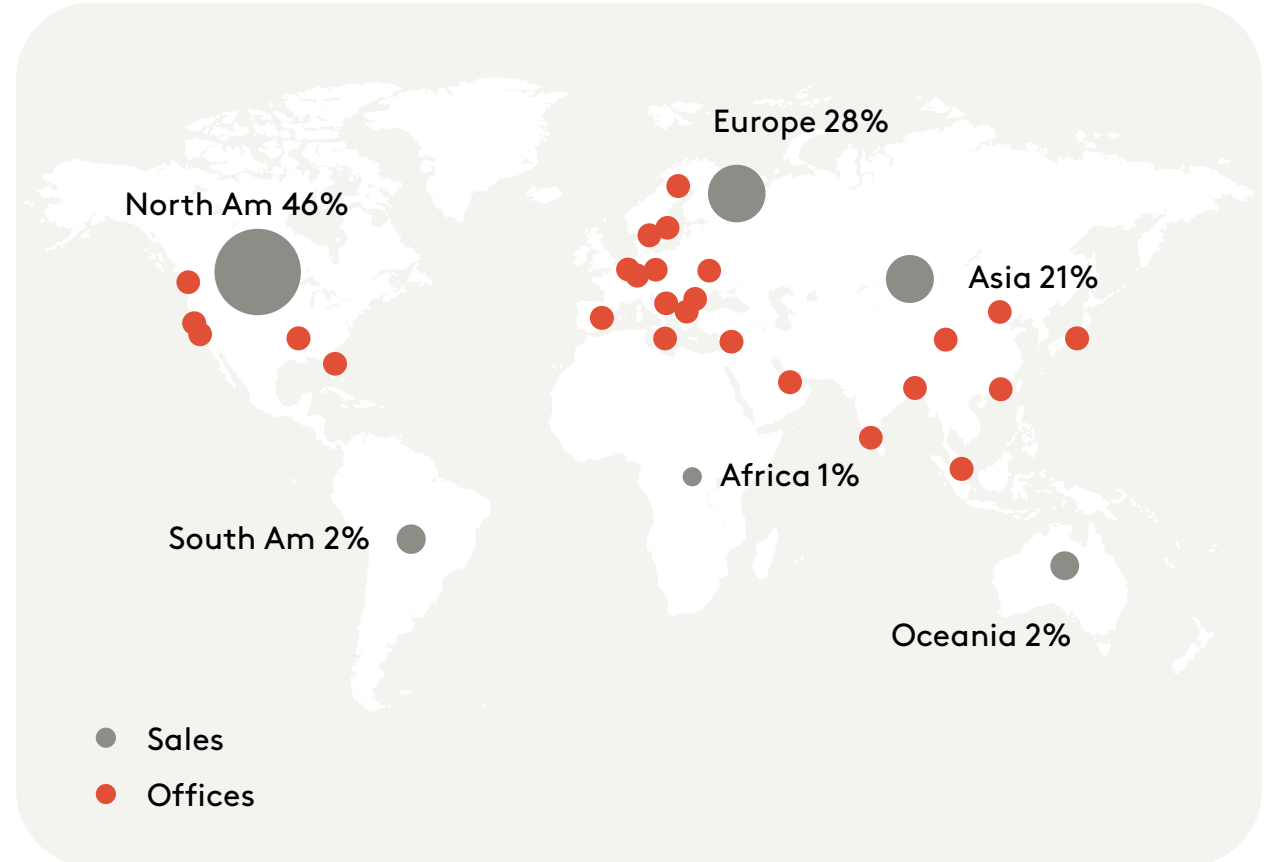 Europe 28%
North Am 46%
Asia 21%
Africa 1%
South Am 2%
Oceania 2%
Sales
Offices